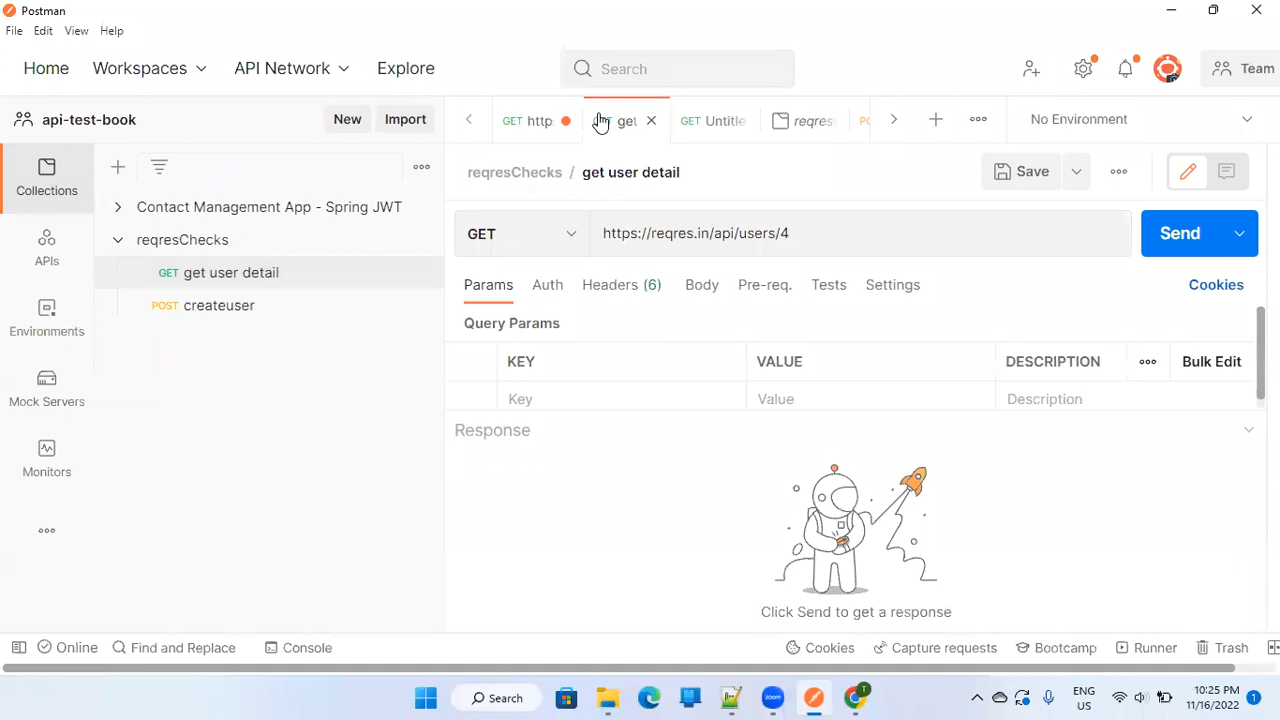 Postman
File Edit View Help
Home Workspaces API Network Explore Search Team
api-test-book New Import GET http: get GET Untitle reqres No Environment
Collections
APIs
Environments
Mock Servers
Monitors
Contact Management App - Spring JWT
reqresChecks
GET get user detail
POST createuser
reqresChecks / get user detail Save
GET https://reqres.in/api/users/4 Send
Params Auth Headers (6) Body Pre-req. Tests Settings Cookies
Query Params
KEY VALUE DESCRIPTION Bulk Edit
Key Value Description
Response
Click Send to get a response
Online Find and Replace Console Cookies Capture requests Bootcamp Runner Trash
Search zoom T ENG US 10:25 PM 11/16/2022 1